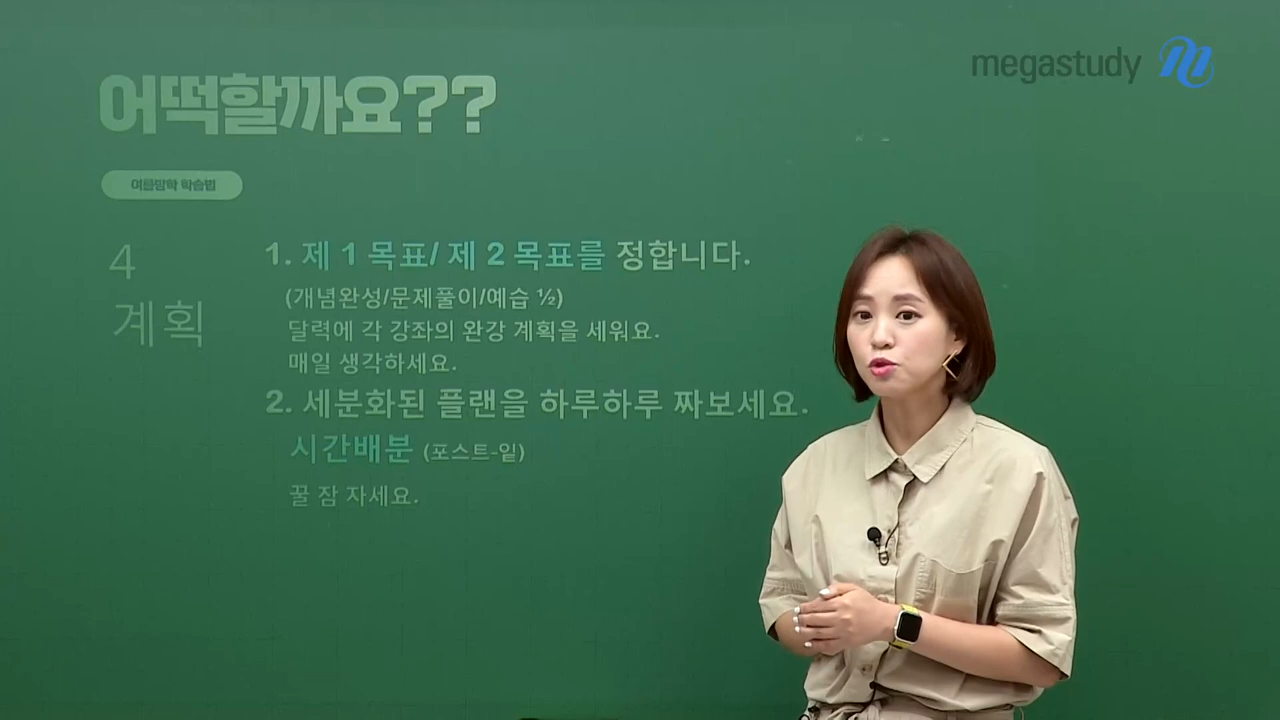 megastudy
어떡할까요??
여름방학 학습법
4
계획
1. 제 1 목표/ 제 2 목표를 정합니다.
(개념완성/문제풀이/예습 ½)
달력에 각 강좌의 완강 계획을 세워요.
매일 생각하세요.
2. 세분화된 플랜을 하루하루 짜보세요.
시간배분 (포스트-잍)
꿀 잠 자세요.